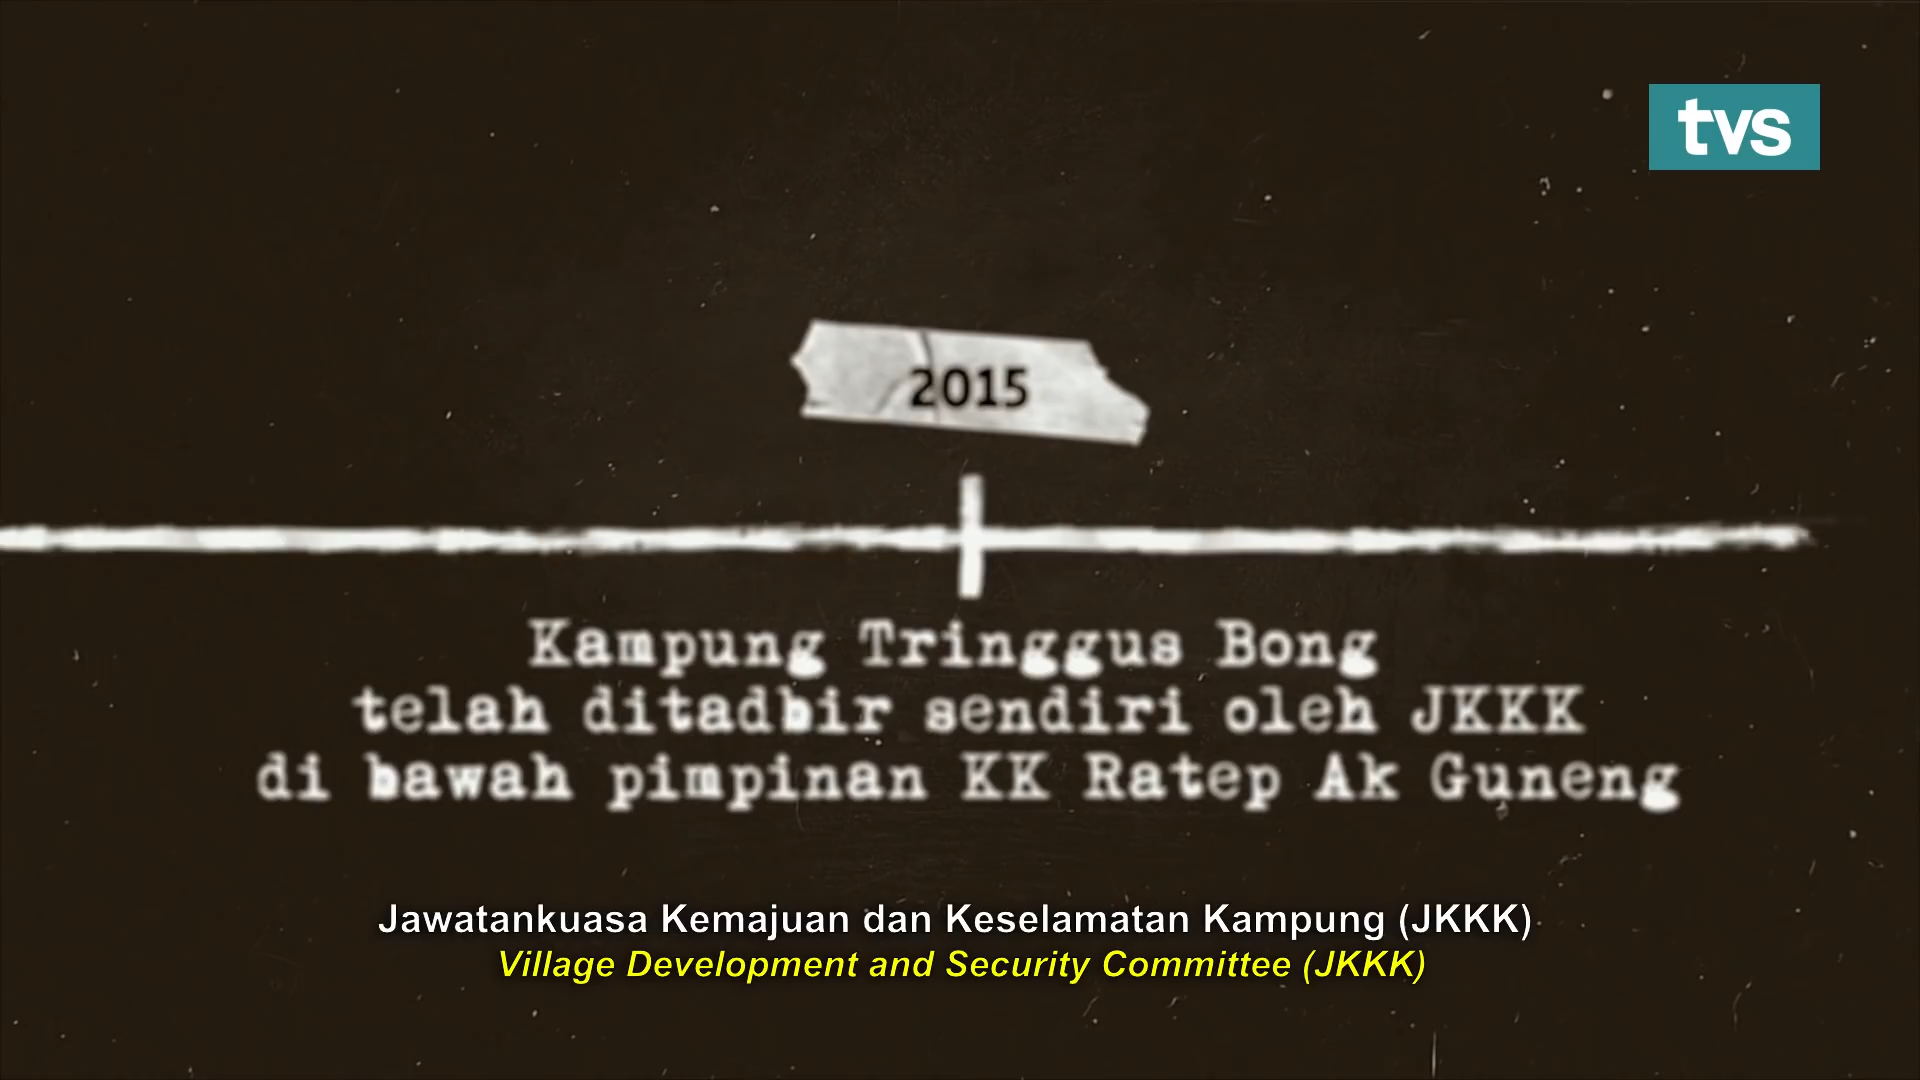 tvs
2015
Kampung Tringgus Bong
telah ditadbir sendiri oleh JKKK
di bawah pimpinan KK Ratep Ak Guneng
Jawatankuasa Kemajuan dan Keselamatan Kampung (JKKK)
Village Development and Security Committee (JKKK)